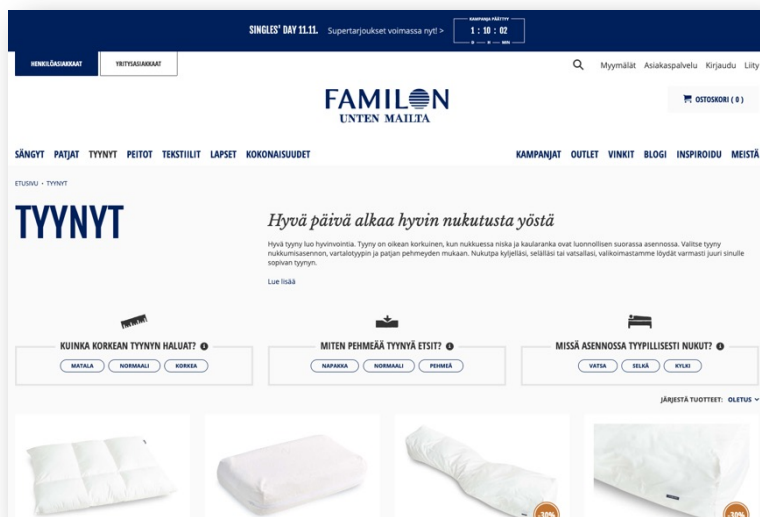 SINGLES' DAY 11.11. Supertarjoukset voimassa nyt! >
KAMPANJA PÄÄTTYY
1 : 10 : 02
HENKILÖASIAKKAAT
YRITYSASIAKKAAT
Myymälät Asiakaspalvelu Kirjaudu Liity
FAMILON
UNTEN MAILTA
OSTOSKORI ( 0 )
SÄNGYT PATJAT TYYNYT PEITOT TEKSTIILIT LAPSET KOKONAISUUDET
KAMPANJAT OUTLET VINKIT BLOGI INSPIROIDU MEISTÄ
ETUSIVU • TYYNYT
TYYNYT
Hyvä päivä alkaa hyvin nukutusta yöstä
Hyvä tyyny luo hyvinvointia. Tyyny on oikean korkuinen, kun nukkuessa niska ja kaularanka ovat luonnollisen suorassa asennossa. Valitse tyyny
nukkumisasennon, vartalotyypin ja patjan pehmeyden mukaan. Nukutpa kyljelläsi, selälläsi tai vatsallasi, valikoimastamme löydät varmasti juuri sinulle
sopivan tyynyn.
Lue lisää
KUINKA KORKEAN TYYNYN HALUAT?
MATALA NORMAALI KORKEA
MITEN PEHMEÄÄ TYYNYÄ ETSIT?
NAPAKKA NORMAALI PEHMEÄ
MISSÄ ASENNOSSA TYYPILLISESTI NUKUT?
VATSA SELKÄ KYLKI
JÄRJESTÄ TUOTTEET: OLETUS
-30%
-30%